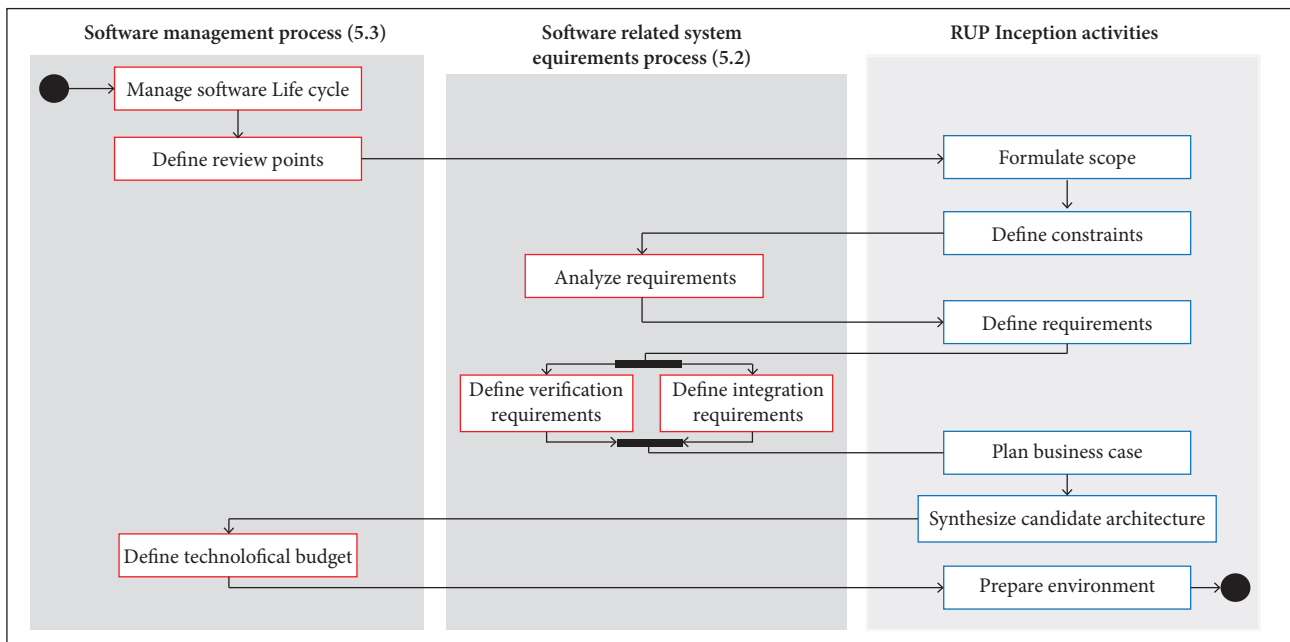 Software management process (5.3)
Software related system
equirements process (5.2)
RUP Inception activities
Manage software Life cycle
Define review points
Formulate scope
Define constraints
Analyze requirements
Define requirements
Define verification
requirements
Define integration
requirements
Plan business case
Synthesize candidate architecture
Define technolofical budget
Prepare environment